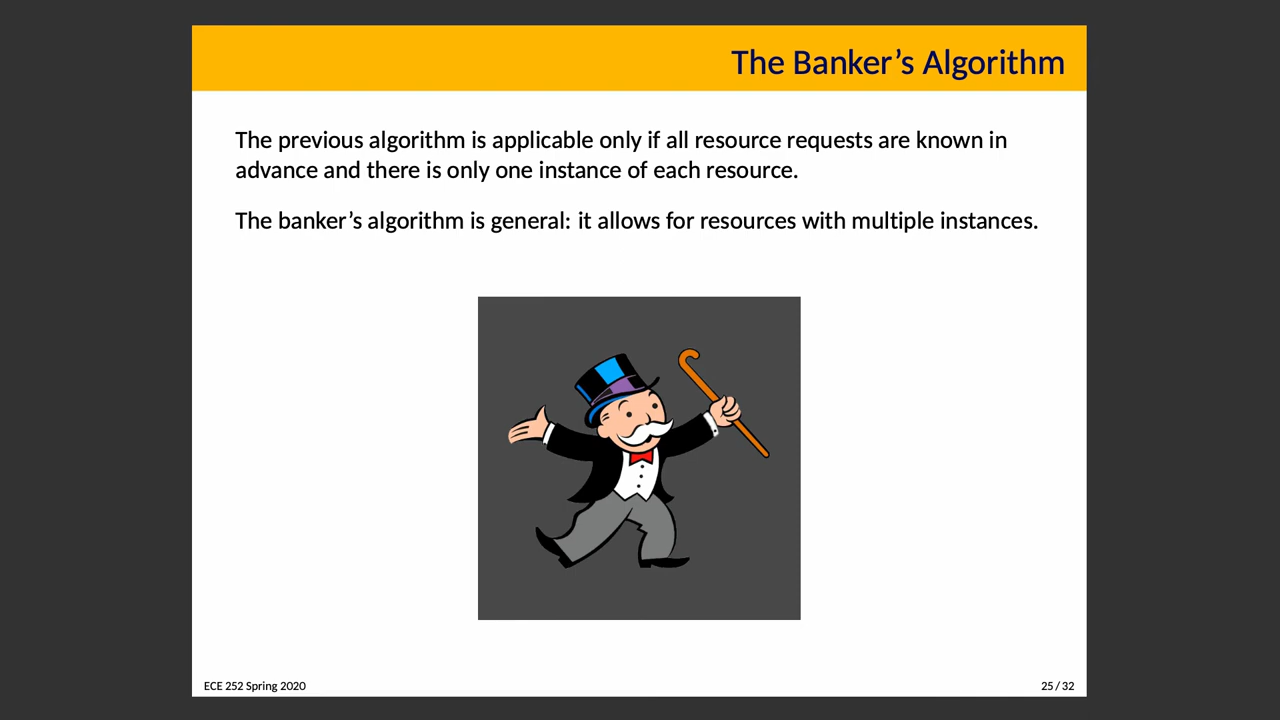 The Banker’s Algorithm
The previous algorithm is applicable only if all resource requests are known in
advance and there is only one instance of each resource.
The banker’s algorithm is general: it allows for resources with multiple instances.
ECE 252 Spring 2020
25 / 32